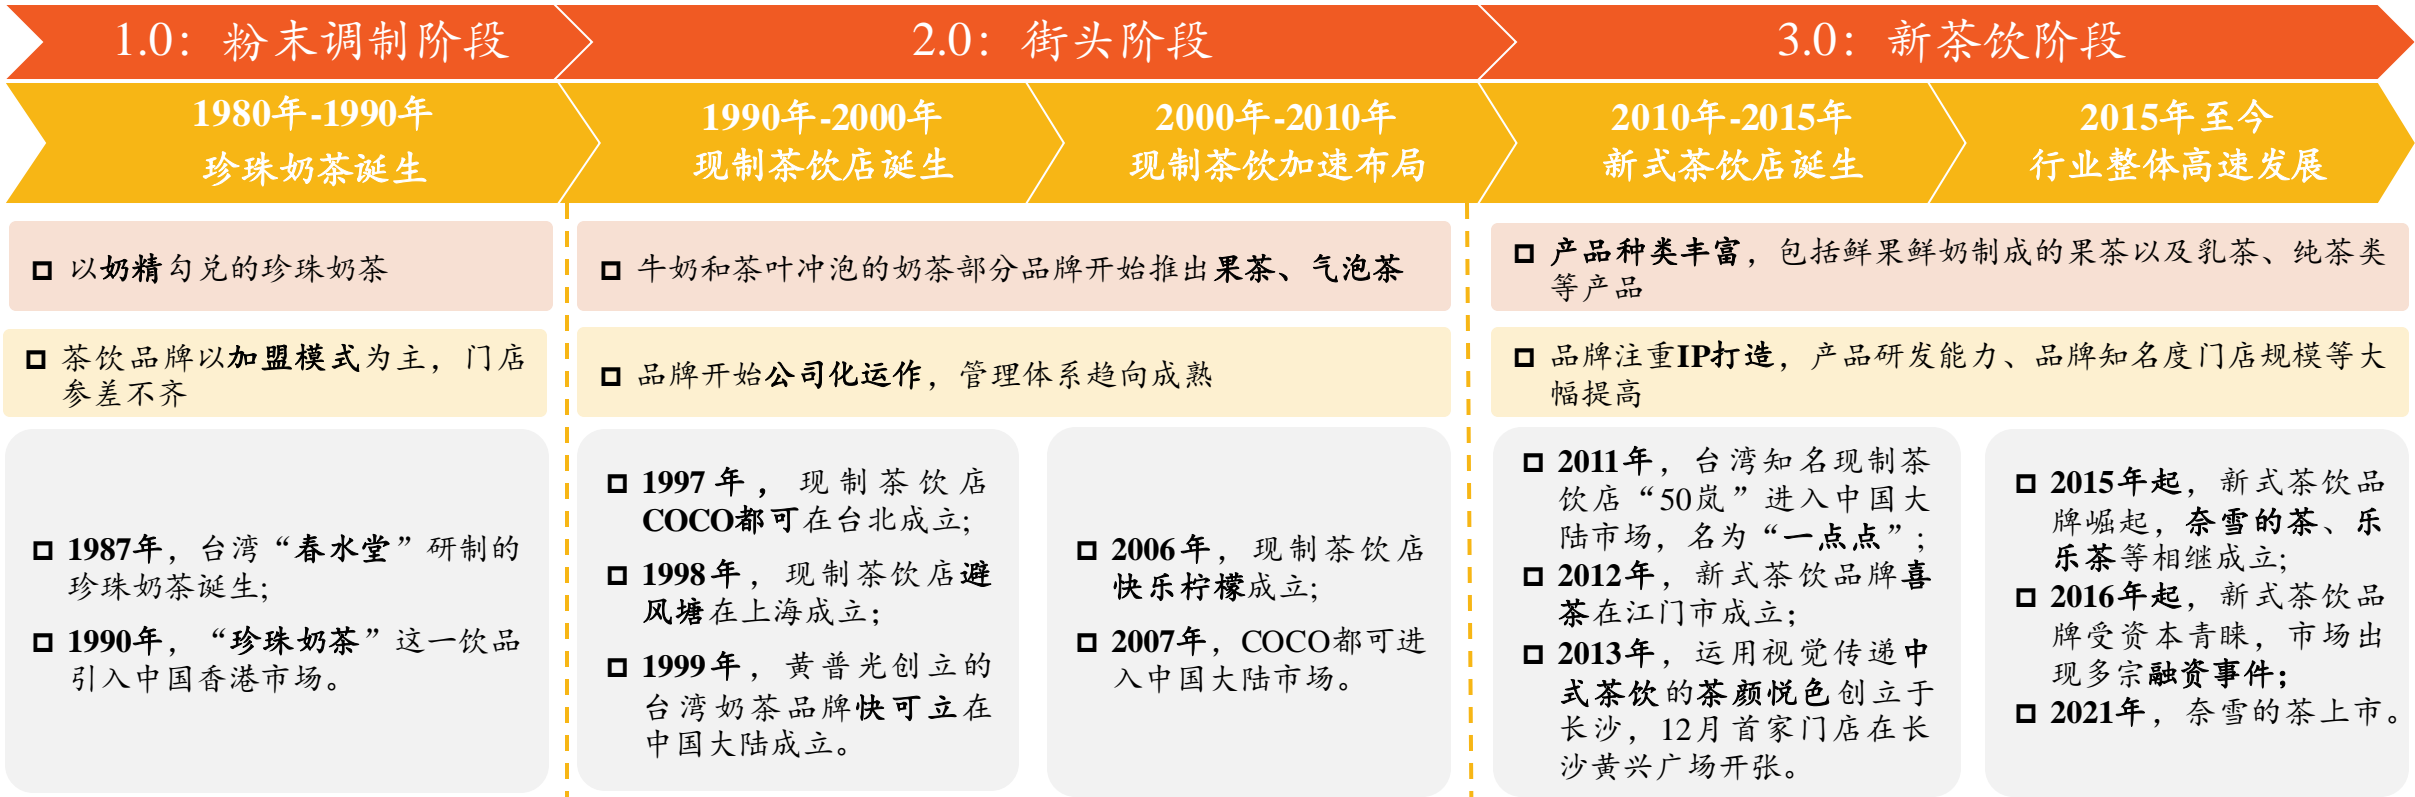 1.0：粉末调制阶段
2.0：街头阶段
3.0：新茶饮阶段
1980年-1990年
珍珠奶茶诞生
1990年-2000年
现制茶饮店诞生
2000年-2010年
现制茶饮加速布局
2010年-2015年
新式茶饮店诞生
2015年至今
行业整体高速发展
以奶精勾兑的珍珠奶茶
牛奶和茶叶冲泡的奶茶部分品牌开始推出果茶、气泡茶
产品种类丰富，包括鲜果鲜奶制成的果茶以及乳茶、纯茶类
等产品
茶饮品牌以加盟模式为主，门店
参差不齐
品牌开始公司化运作，管理体系趋向成熟
品牌注重IP打造，产品研发能力、品牌知名度门店规模等大
幅提高
1987年，台湾“春水堂”研制的
珍珠奶茶诞生;
1990年，“珍珠奶茶”这一饮品
引入中国香港市场。
1997年，现制茶饮店
COCO都可在台北成立;
1998年，现制茶饮店避
风塘在上海成立；
1999年，黄普光创立的
台湾奶茶品牌快可立在
中国大陆成立。
2006年，现制茶饮店
快乐柠檬成立;
2007年，COCO都可进
入中国大陆市场。
2011年，台湾知名现制茶
饮店“50岚”进入中国大
陆市场，名为“一点点”；
2012年，新式茶饮品牌喜
茶在江门市成立；
2013年，运用视觉传递中
式茶饮的茶颜悦色创立于
长沙，12月首家门店在长
沙黄兴广场开张。
2015年起，新式茶饮品
牌崛起，奈雪的茶、乐
乐茶等相继成立;
2016年起，新式茶饮品
牌受资本青睐，市场出
现多宗融资事件；
2021年，奈雪的茶上市。